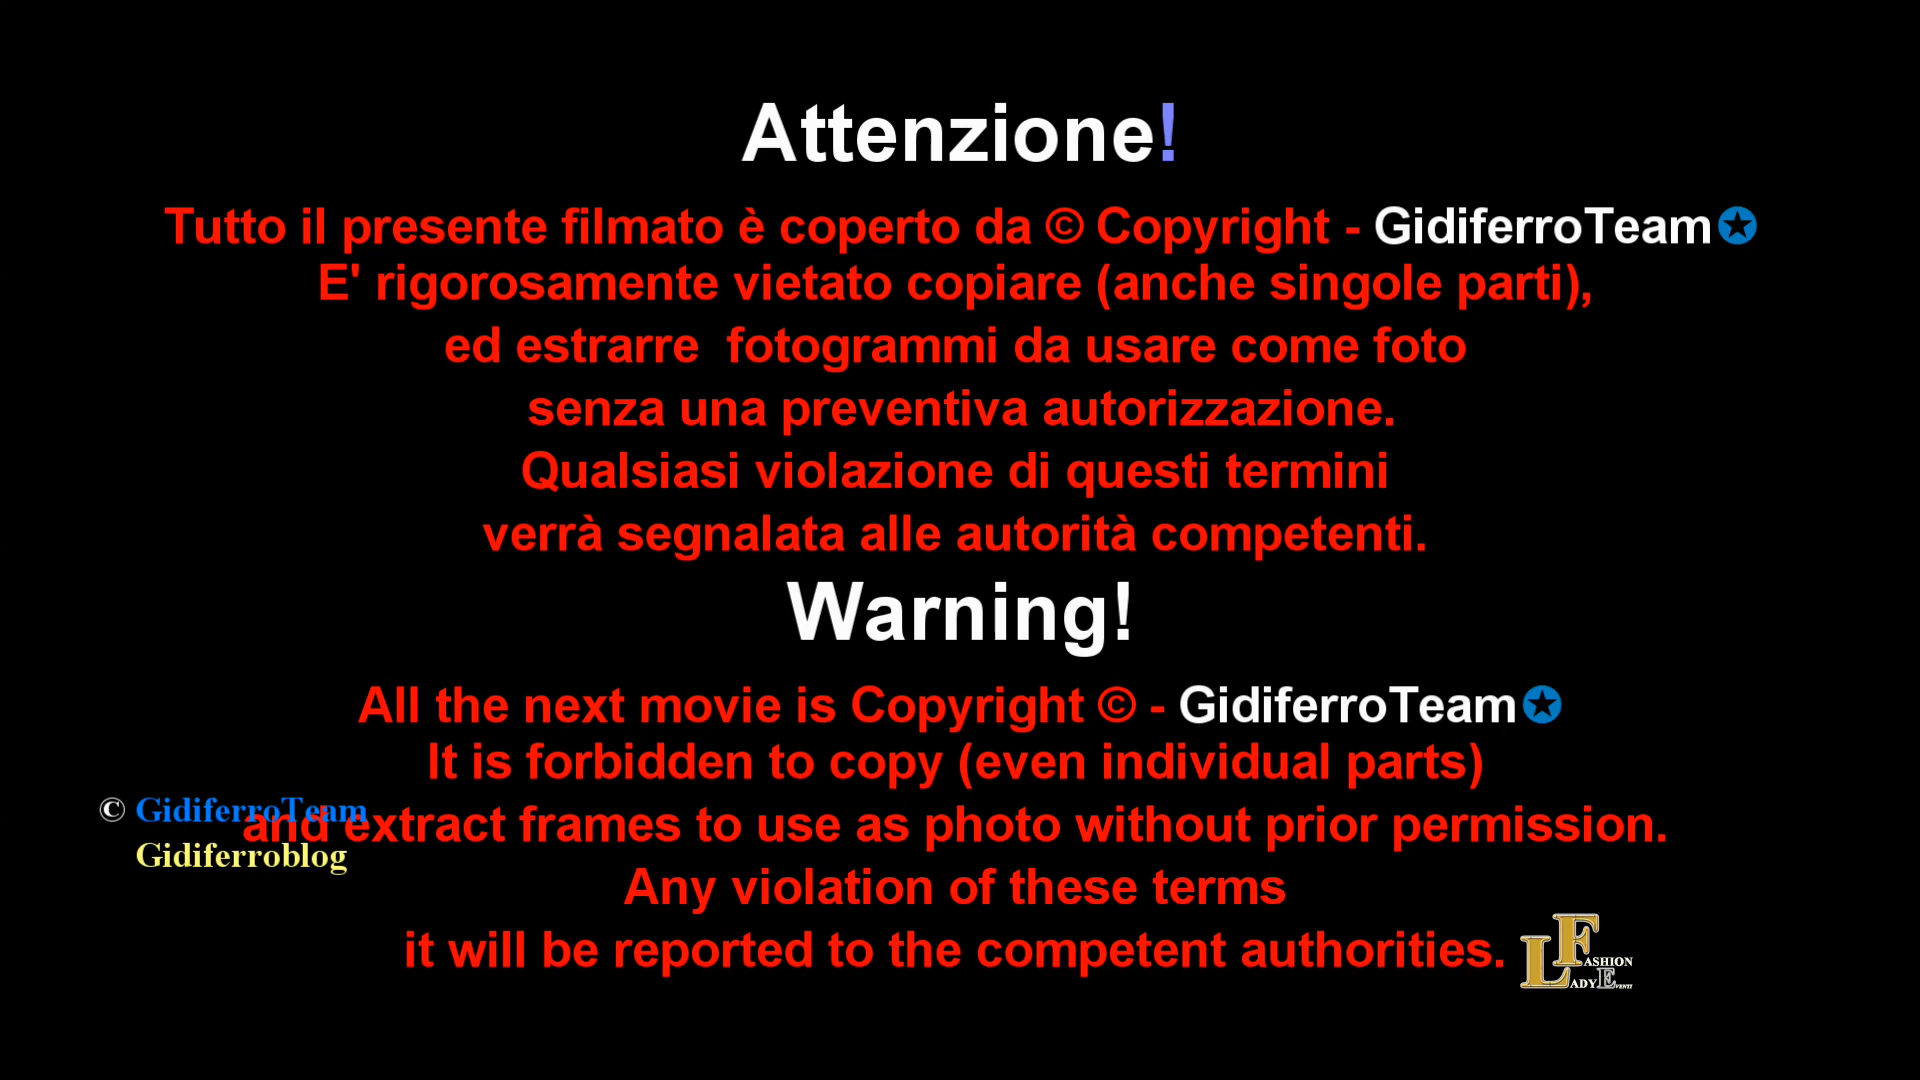 Attenzione!
Tutto il presente filmato è coperto da © Copyright - GidiferroTeam✪
E' rigorosamente vietato copiare (anche singole parti),
ed estrarre  fotogrammi da usare come foto
senza una preventiva autorizzazione.
Qualsiasi violazione di questi termini
verrà segnalata alle autorità competenti.
Warning!
All the next movie is Copyright © - GidiferroTeam✪
It is forbidden to copy (even individual parts)
and extract frames to use as photo without prior permission.
Any violation of these terms
it will be reported to the competent authorities.
© GidiferroTeam
Gidiferroblog
Fashion
Lady Eventi